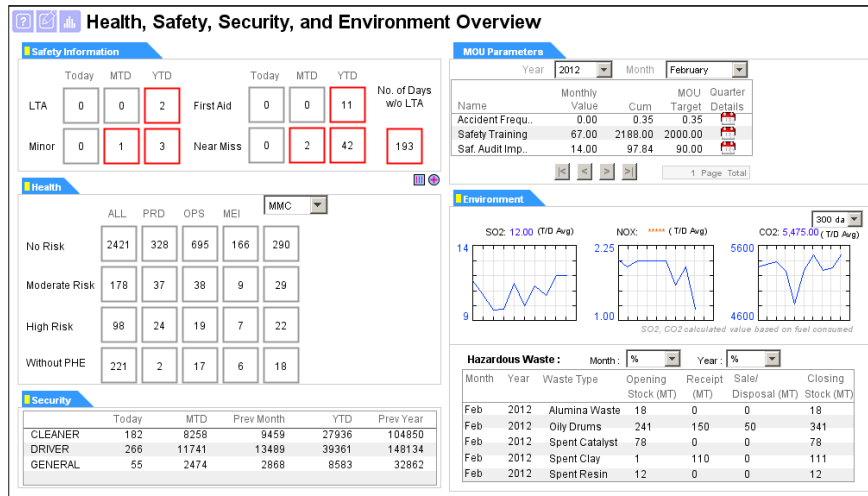 Health, Safety, Security, and Environment Overview
Safety Information
Today MTD YTD Today MTD YTD No. of Days w/o LTA
LTA 0 0 2 First Aid 0 0 11
Minor 0 1 3 Near Miss 0 2 42 193
Health
ALL PRD OPS MEI MMC
No Risk 2421 328 695 166 290
Moderate Risk 178 37 38 9 29
High Risk 98 24 19 7 22
Without PHE 221 2 17 6 18
Security
Today MTD Prev Month YTD Prev Year
CLEANER 182 8258 9459 27936 104850
DRIVER 266 11741 13489 39361 148134
GENERAL 55 2474 2868 8583 32862
MOU Parameters
Year 2012 Month February
Monthly MOU Quarter
Name Value Cum Target Details
Accident Frequ.. 0.00 0.35 0.35
Safety Training 67.00 2188.00 2000.00
Saf. Audit Imp.. 14.00 97.84 90.00
|< < > >| 1 Page Total
Environment
300 da
SO2: 12.00 (T/D Avg) NOX: ***** (T/D Avg) CO2: 5,475.00 (T/D Avg)
14 2.25 5600
9 1.00 4600
SO2, CO2 calculated value based on fuel consumed
Hazardous Waste : Month : % Year : %
Month Year Waste Type Opening Receipt Sale/ Closing
Stock (MT) (MT) Disposal (MT) Stock (MT)
Feb 2012 Alumina Waste 18 0 0 18
Feb 2012 Oily Drums 241 150 50 341
Feb 2012 Spent Catalyst 78 0 0 78
Feb 2012 Spent Clay 1 110 0 111
Feb 2012 Spent Resin 12 0 0 12